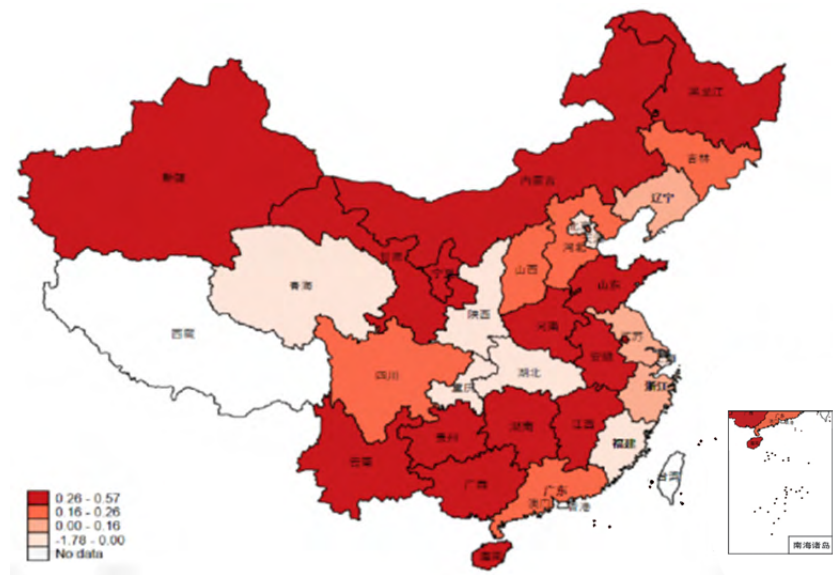 黑龙江
吉林
辽宁
内蒙古
新疆
河北
山西
山东
甘肃
宁夏
青海
陕西
河南
西藏
安徽
四川
湖北
重庆
浙江
湖南
江西
贵州
福建
云南
广西
广东
台湾
澳门
香港
海南
南海诸岛
0.26 - 0.57
0.16 - 0.26
0.00 - 0.16
-1.78 - 0.00
No data